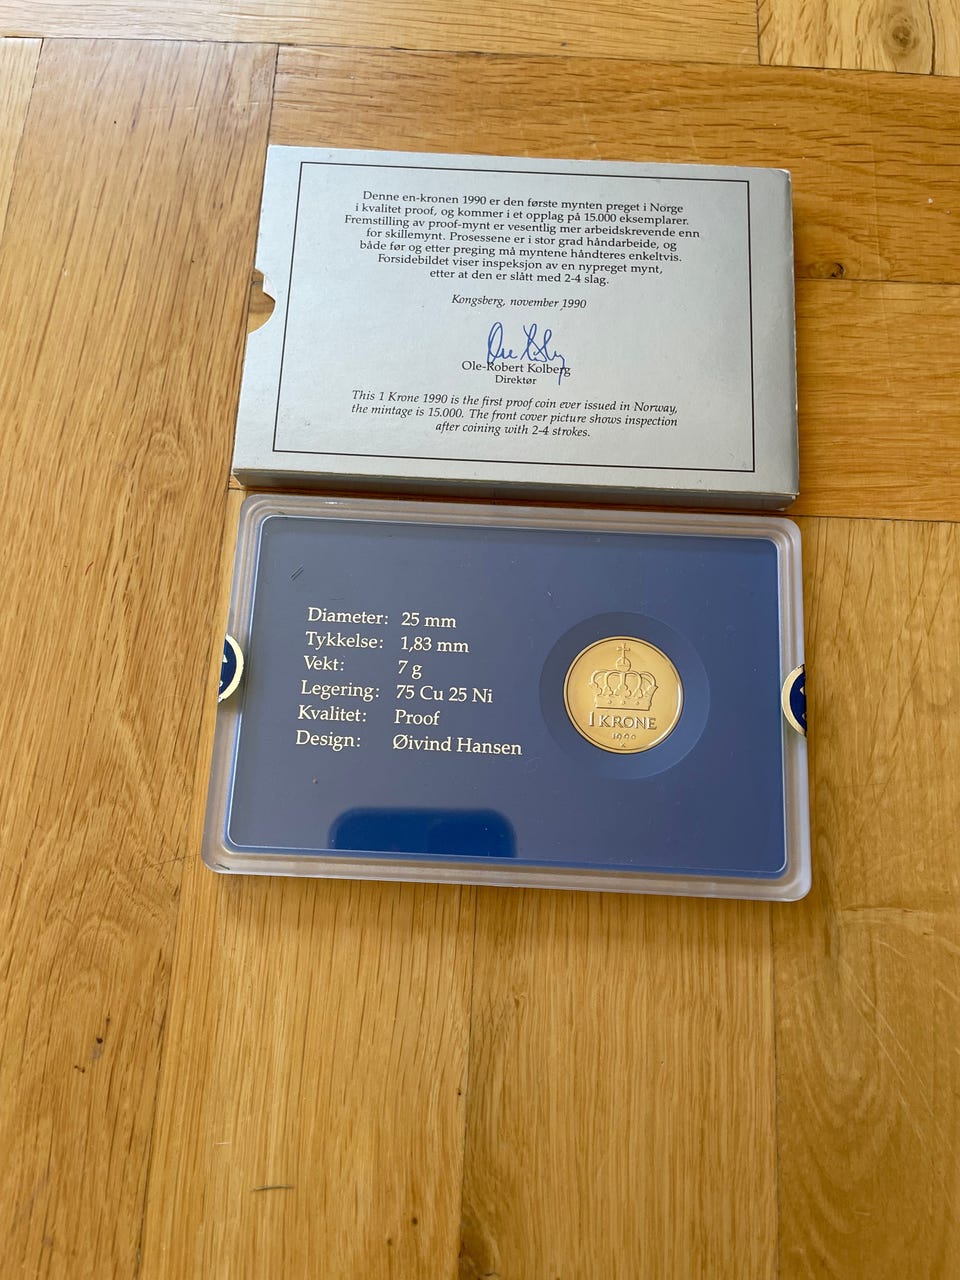 Denne en-kronen 1990 er den første mynten preget i Norge
i kvalitet proof, og kommer i et opplag på 15.000 eksemplarer.
Fremstilling av proof-mynt er vesentlig mer arbeidskrevende enn
for skillemynt. Prosessene er i stor grad håndarbeide, og
både før og etter preging må myntene håndteres enkeltvis.
Forsidebildet viser inspeksjon av en nypreget mynt,
etter at den er slått med 2-4 slag.
Kongsberg, november 1990
Ole-Robert Kolberg
Direktør
This 1 Krone 1990 is the first proof coin ever issued in Norway,
the mintage is 15.000. The front cover picture shows inspection
after coining with 2-4 strokes.
Diameter: 25 mm
Tykkelse: 1,83 mm
Vekt: 7 g
Legering: 75 Cu 25 Ni
Kvalitet: Proof
Design: Øivind Hansen
1 KRONE
1990
K